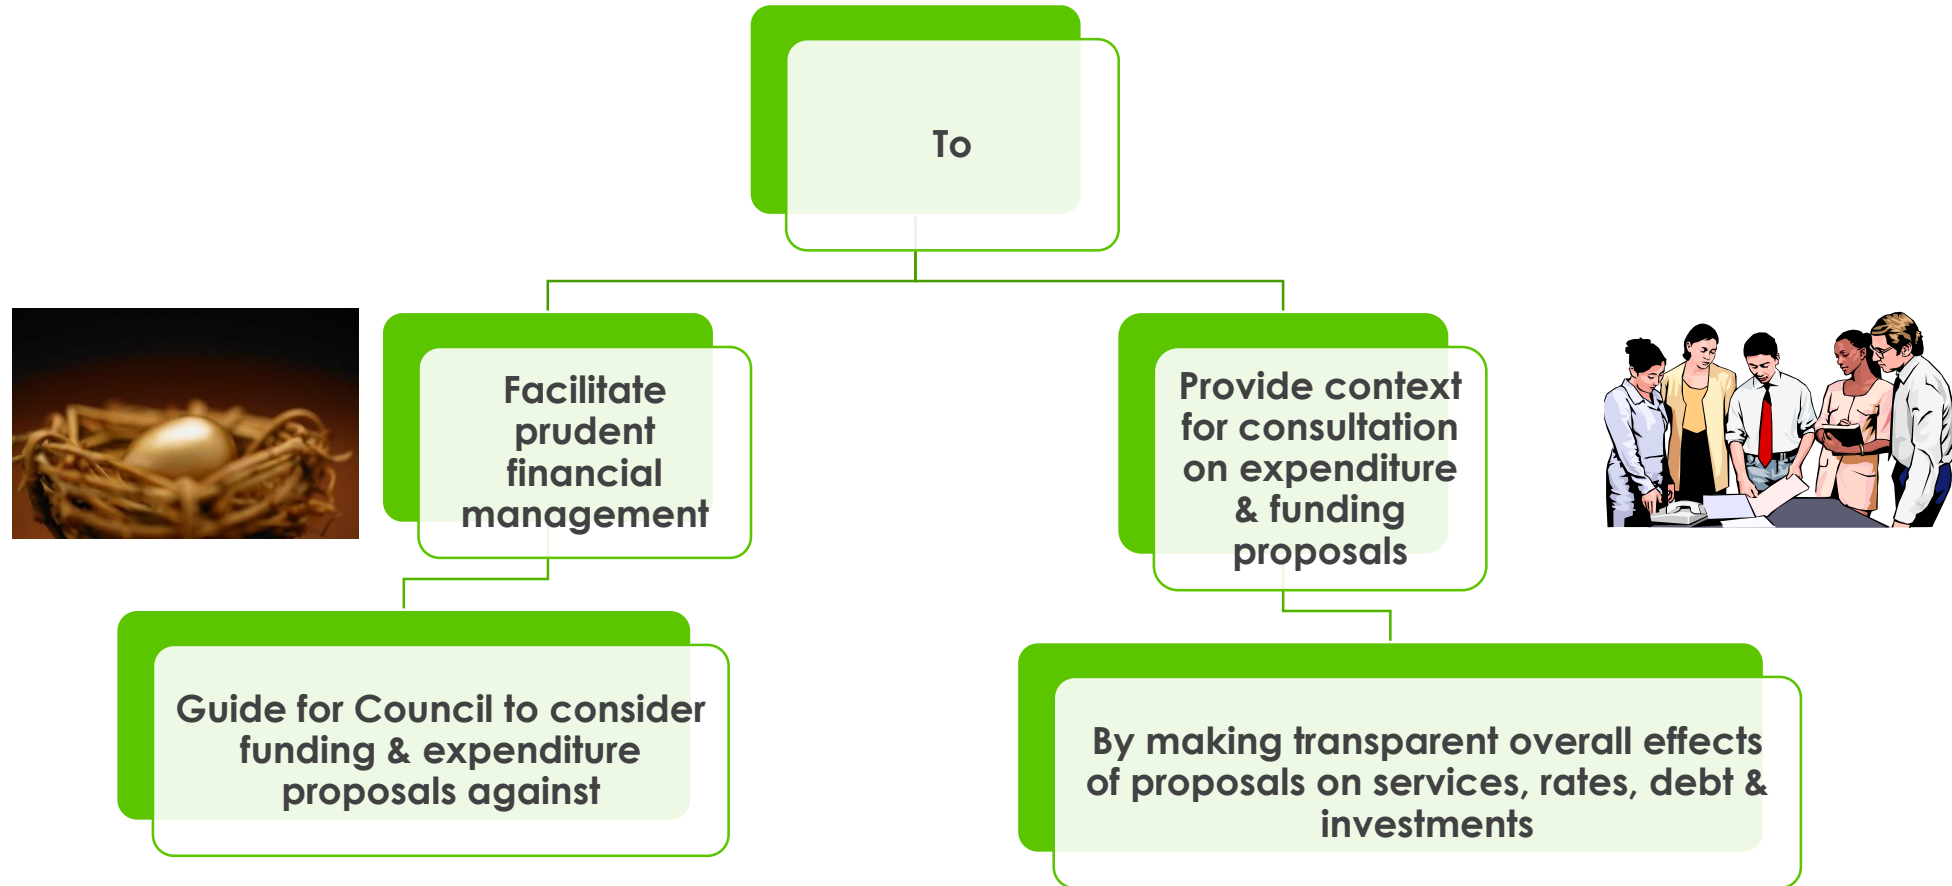 To
Facilitate
prudent
financial
management
Provide context
for consultation
on expenditure
& funding
proposals
Guide for Council to consider
funding & expenditure
proposals against
By making transparent overall effects
of proposals on services, rates, debt &
investments